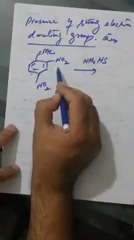 Presence of strong electron
donating group.
OMe
NO2
NH4HS
NO2